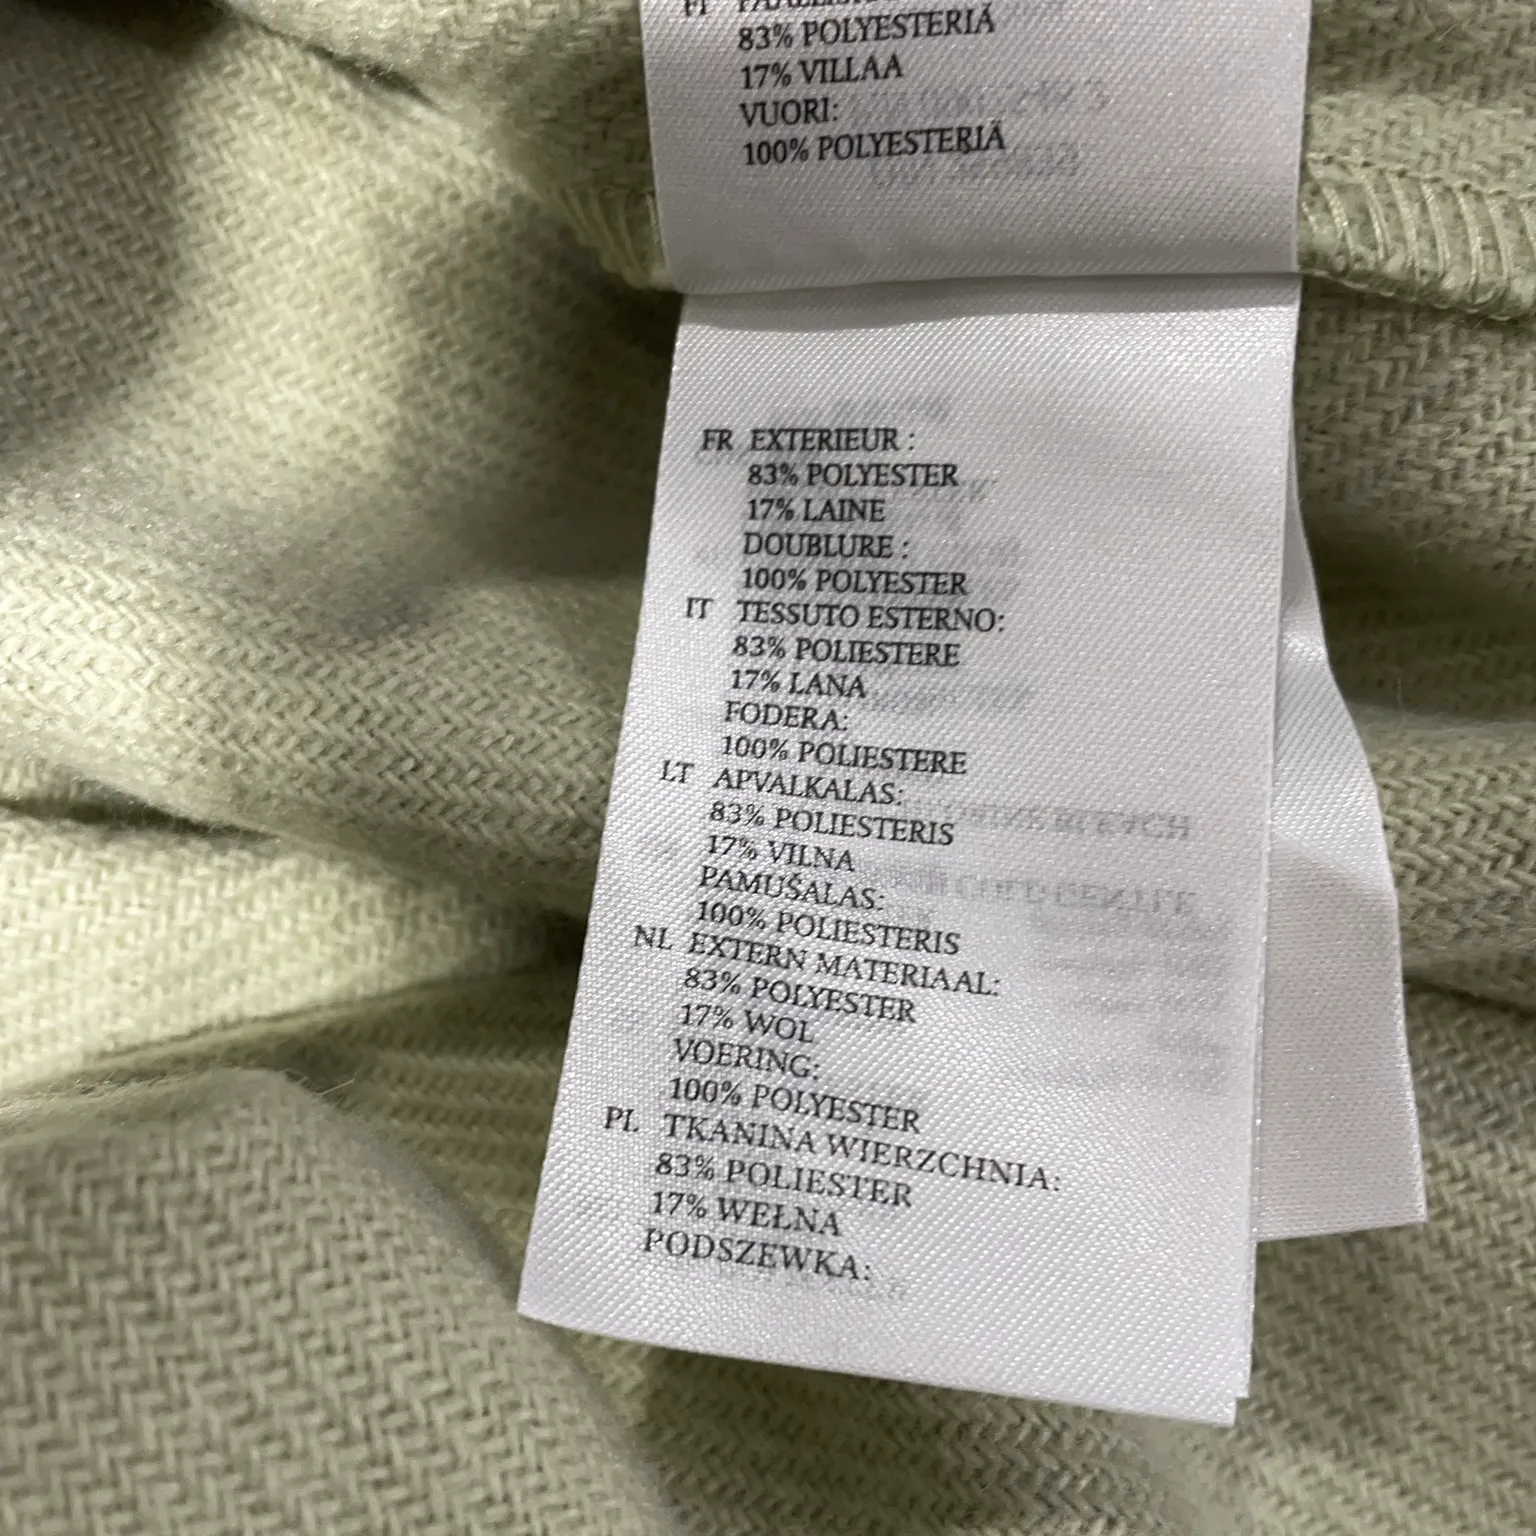 FI
83% POLYESTERIÄ
17% VILLAA
VUORI:
100% POLYESTERIÄ
FR EXTERIEUR :
83% POLYESTER
17% LAINE
DOUBLURE :
100% POLYESTER
IT TESSUTO ESTERNO:
83% POLIESTERE
17% LANA
FODERA:
100% POLIESTERE
LT APVALKALAS:
83% POLIESTERIS
17% VILNA
PAMUŠALAS:
100% POLIESTERIS
NL EXTERN MATERIAAL:
83% POLYESTER
17% WOL
VOERING:
100% POLYESTER
PL TKANINA WIERZCHNIA:
83% POLIESTER
17% WEŁNA
PODSZEWKA: